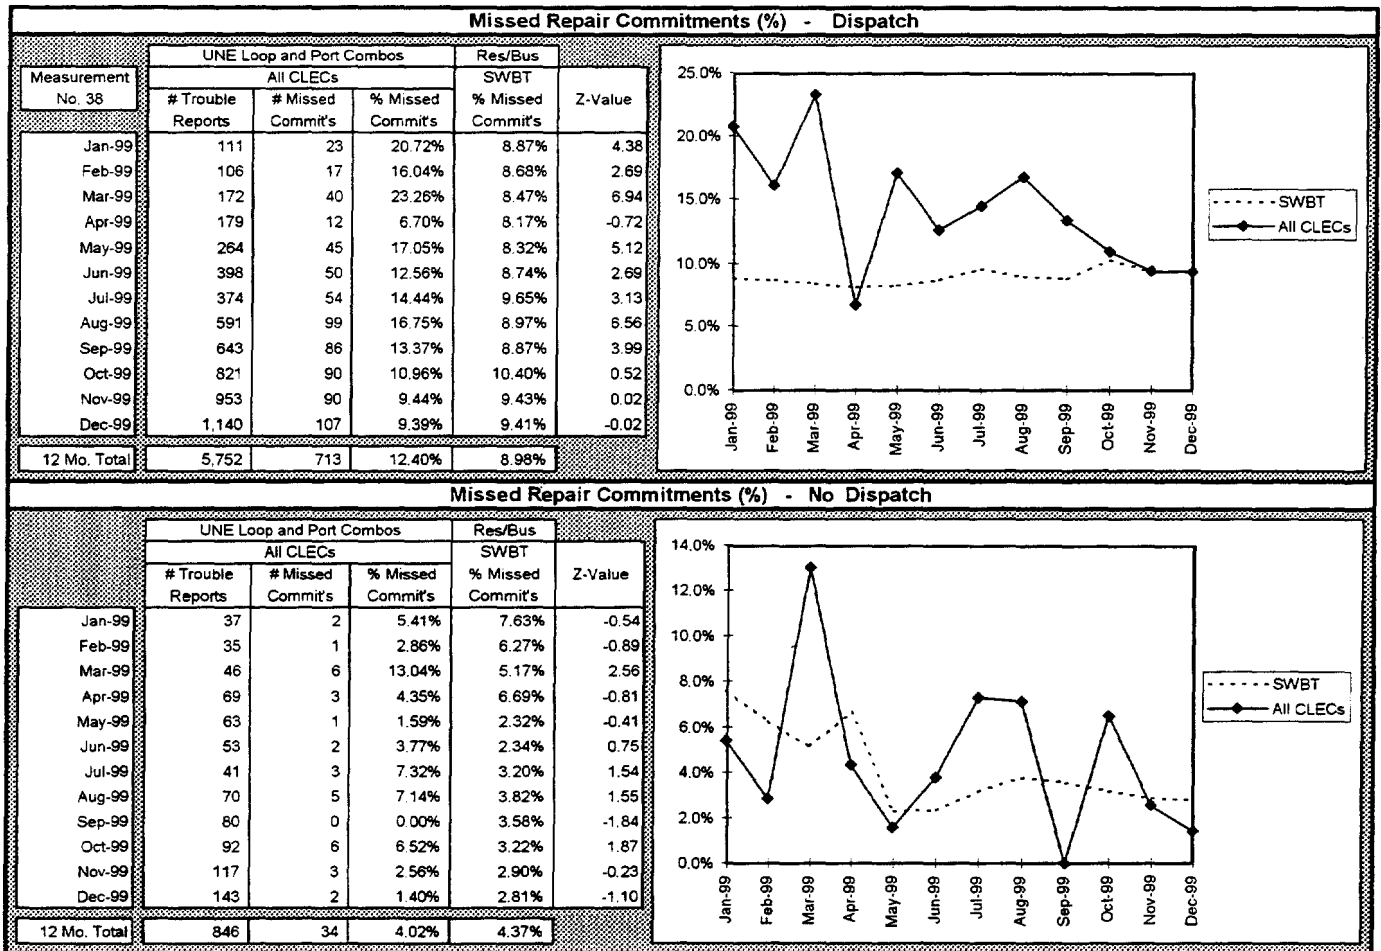 Missed Repair Commitments (%) - Dispatch
UNE Loop and Port Combos Res/Bus
Measurement No. 38 All CLECs SWBT
# Trouble Reports # Missed Commit's % Missed Commit's % Missed Commit's Z-Value
Jan-99 111 23 20.72% 8.87% 4.38
Feb-99 106 17 16.04% 8.68% 2.69
Mar-99 172 40 23.26% 8.47% 6.94
Apr-99 179 12 6.70% 8.17% -0.72
May-99 264 45 17.05% 8.32% 5.12
Jun-99 398 50 12.56% 8.74% 2.69
Jul-99 374 54 14.44% 9.65% 3.13
Aug-99 591 99 16.75% 8.97% 6.56
Sep-99 643 86 13.37% 8.87% 3.99
Oct-99 821 90 10.96% 10.40% 0.52
Nov-99 953 90 9.44% 9.43% 0.02
Dec-99 1,140 107 9.39% 9.41% -0.02
12 Mo. Total 5,752 713 12.40% 8.98%
25.0%
20.0%
15.0%
10.0%
5.0%
0.0%
Jan-99 Feb-99 Mar-99 Apr-99 May-99 Jun-99 Jul-99 Aug-99 Sep-99 Oct-99 Nov-99 Dec-99
SWBT
All CLECs
Missed Repair Commitments (%) - No Dispatch
UNE Loop and Port Combos Res/Bus
All CLECs SWBT
# Trouble Reports # Missed Commit's % Missed Commit's % Missed Commit's Z-Value
Jan-99 37 2 5.41% 7.63% -0.54
Feb-99 35 1 2.86% 6.27% -0.89
Mar-99 46 6 13.04% 5.17% 2.56
Apr-99 69 3 4.35% 6.69% -0.81
May-99 63 1 1.59% 2.32% -0.41
Jun-99 53 2 3.77% 2.34% 0.75
Jul-99 41 3 7.32% 3.20% 1.54
Aug-99 70 5 7.14% 3.82% 1.55
Sep-99 80 0 0.00% 3.58% -1.84
Oct-99 92 6 6.52% 3.22% 1.87
Nov-99 117 3 2.56% 2.90% -0.23
Dec-99 143 2 1.40% 2.81% -1.10
12 Mo. Total 846 34 4.02% 4.37%
14.0%
12.0%
10.0%
8.0%
6.0%
4.0%
2.0%
0.0%
Jan-99 Feb-99 Mar-99 Apr-99 May-99 Jun-99 Jul-99 Aug-99 Sep-99 Oct-99 Nov-99 Dec-99
SWBT
All CLECs